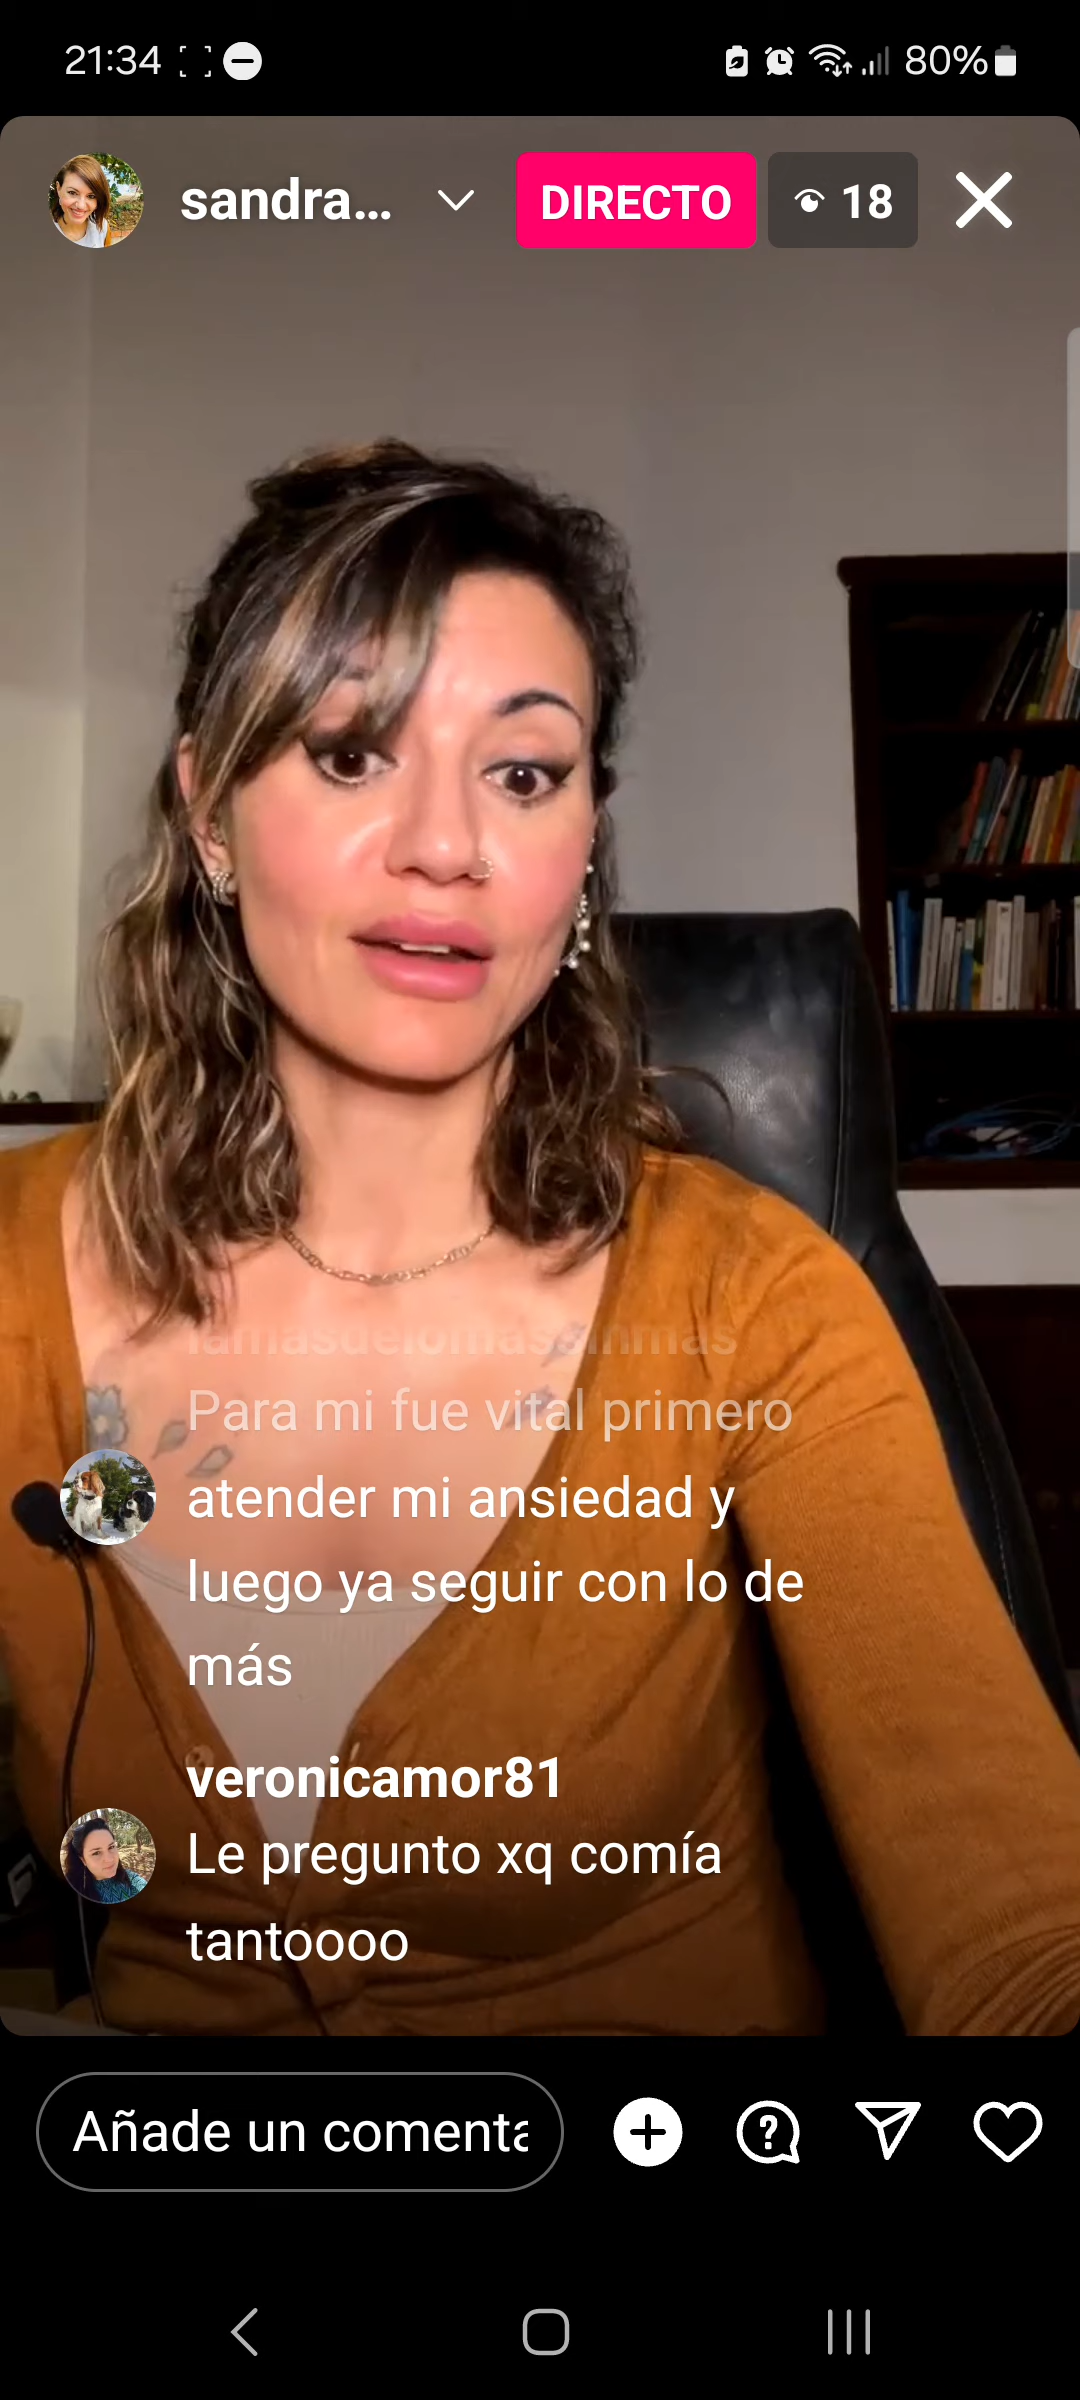 21:34
80%
sandra...
DIRECTO
18
lamasdelomassinmas
Para mi fue vital primero
atender mi ansiedad y
luego ya seguir con lo de
más
veronicamor81
Le pregunto xq comía
tantoooo
Añade un comenta